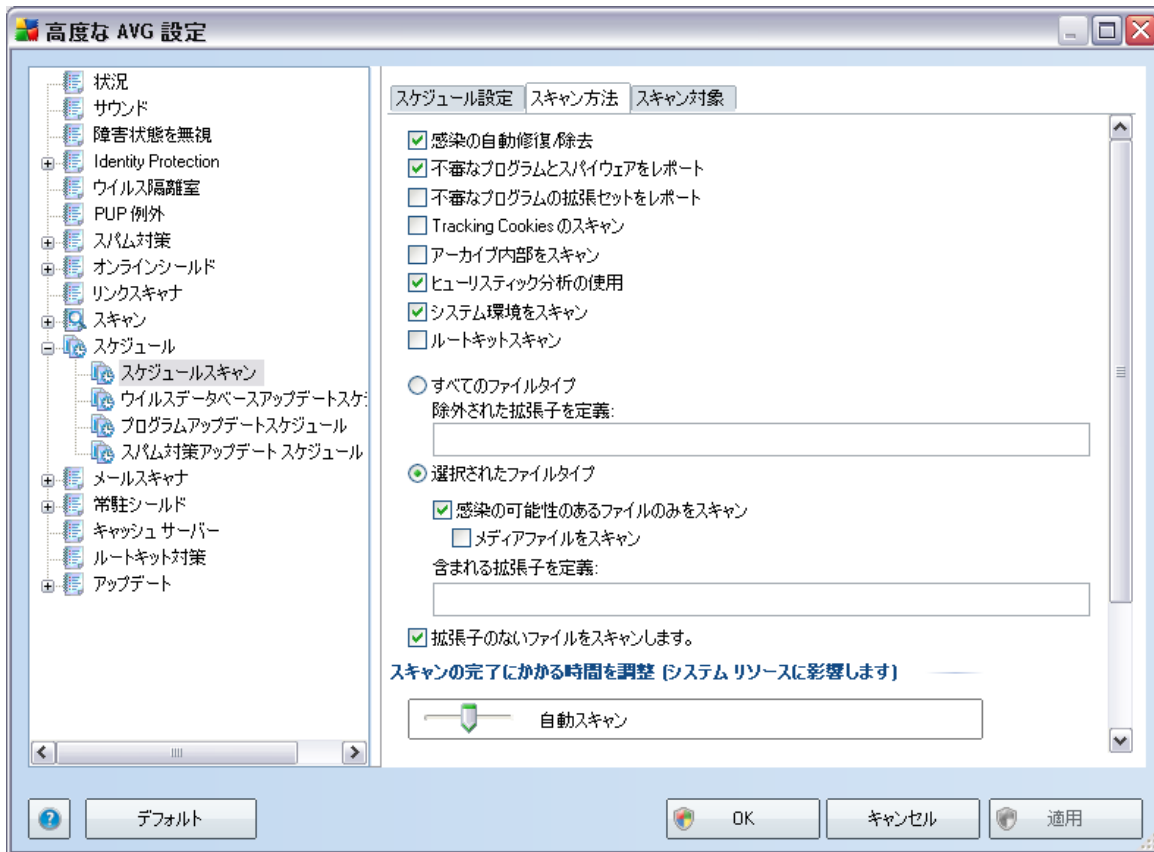 高度な AVG 設定
状況
サウンド
障害状態を無視
Identity Protection
ウイルス隔離室
PUP 例外
スパム対策
オンラインシールド
リンクスキャナ
スキャン
スケジュール
スケジュールスキャン
ウイルスデータベースアップデートスケ
プログラムアップデートスケジュール
スパム対策アップデート スケジュール
メールスキャナ
常駐シールド
キャッシュ サーバー
ルートキット対策
アップデート
スケジュール設定 スキャン方法 スキャン対象
感染の自動修復/除去
不審なプログラムとスパイウェアをレポート
不審なプログラムの拡張セットをレポート
Tracking Cookies のスキャン
アーカイブ内部をスキャン
ヒューリスティック分析の使用
システム環境をスキャン
ルートキットスキャン
すべてのファイルタイプ
除外された拡張子を定義:
選択されたファイルタイプ
感染の可能性のあるファイルのみをスキャン
メディアファイルをスキャン
含まれる拡張子を定義:
拡張子のないファイルをスキャンします。
スキャンの完了にかかる時間を調整 (システム リソースに影響します)
自動スキャン
? デフォルト OK キャンセル 適用